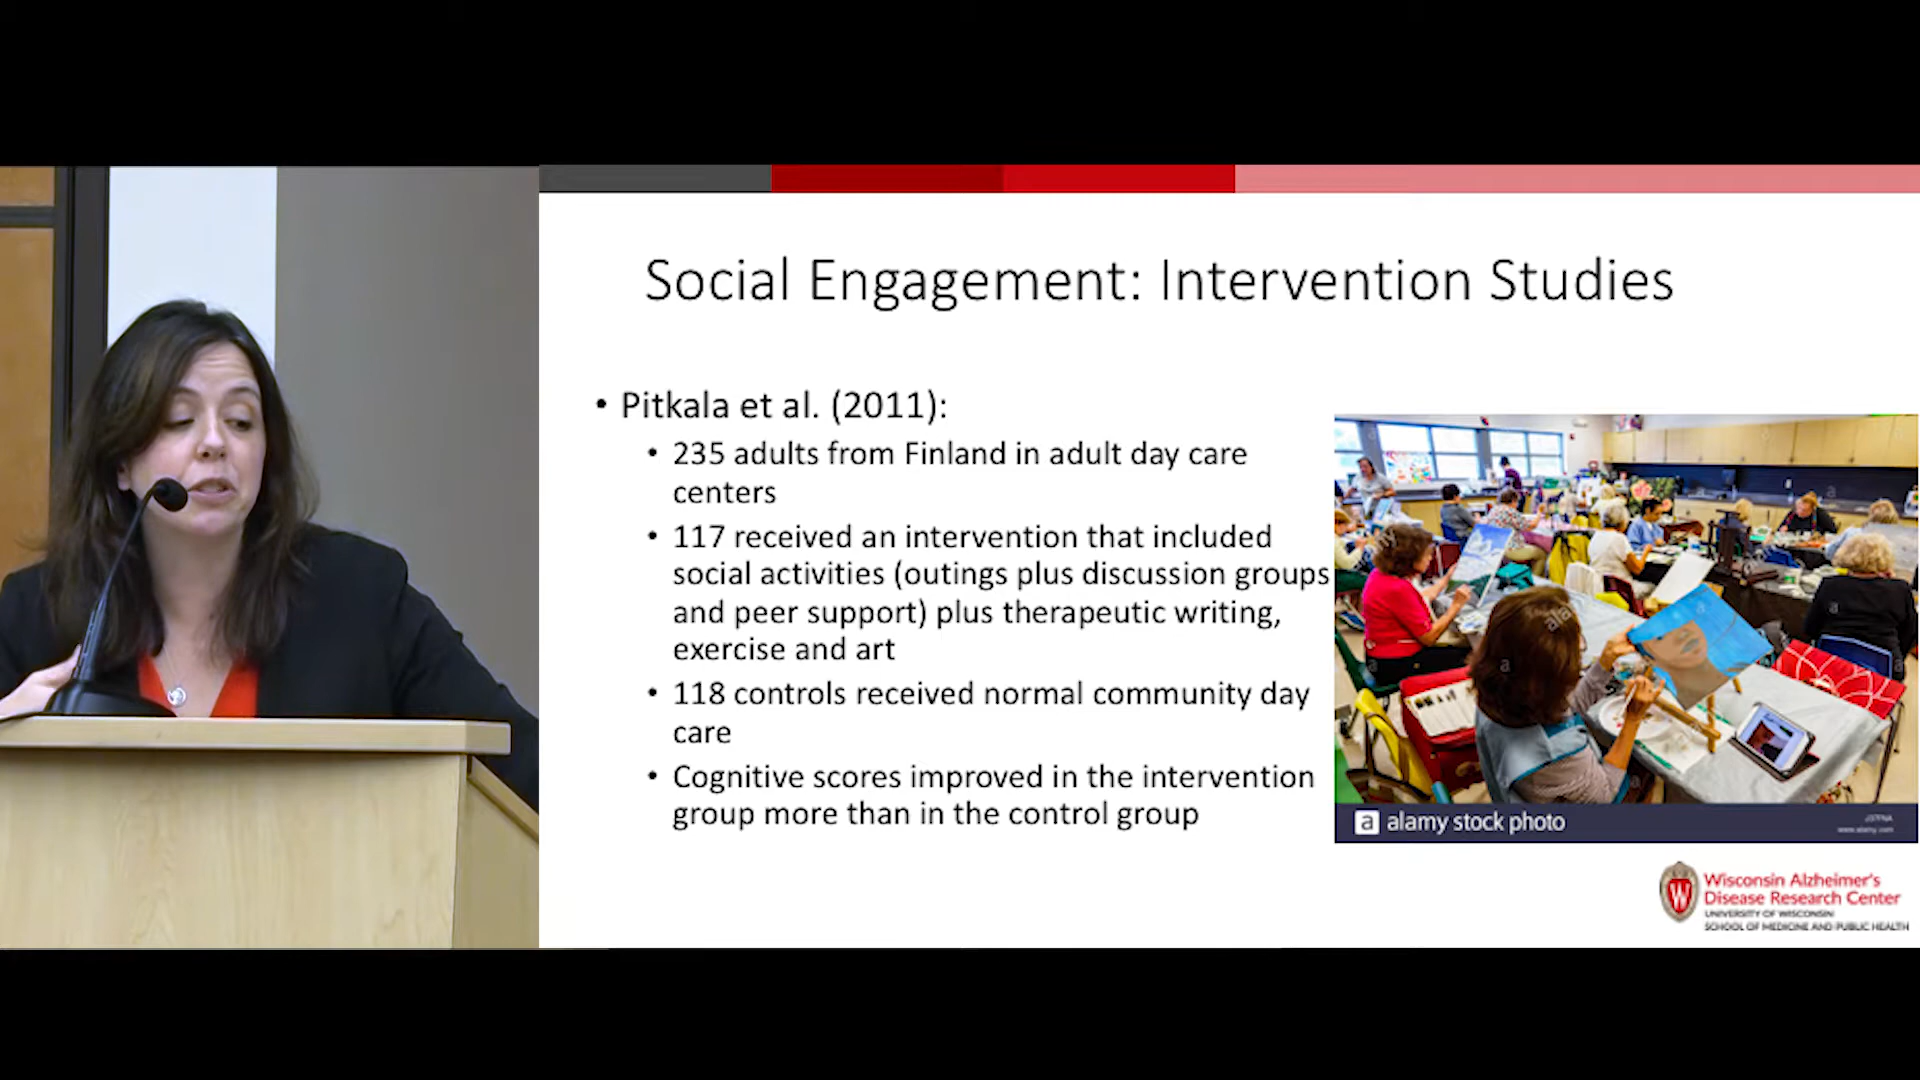 Social Engagement: Intervention Studies
• Pitkala et al. (2011):
• 235 adults from Finland in adult day care
centers
• 117 received an intervention that included
social activities (outings plus discussion groups
and peer support) plus therapeutic writing,
exercise and art
• 118 controls received normal community day
care
• Cognitive scores improved in the intervention
group more than in the control group
a alamy stock photo
www.alamy.com
W
Wisconsin Alzheimer's
Disease Research Center
UNIVERSITY OF WISCONSIN
SCHOOL OF MEDICINE AND PUBLIC HEALTH